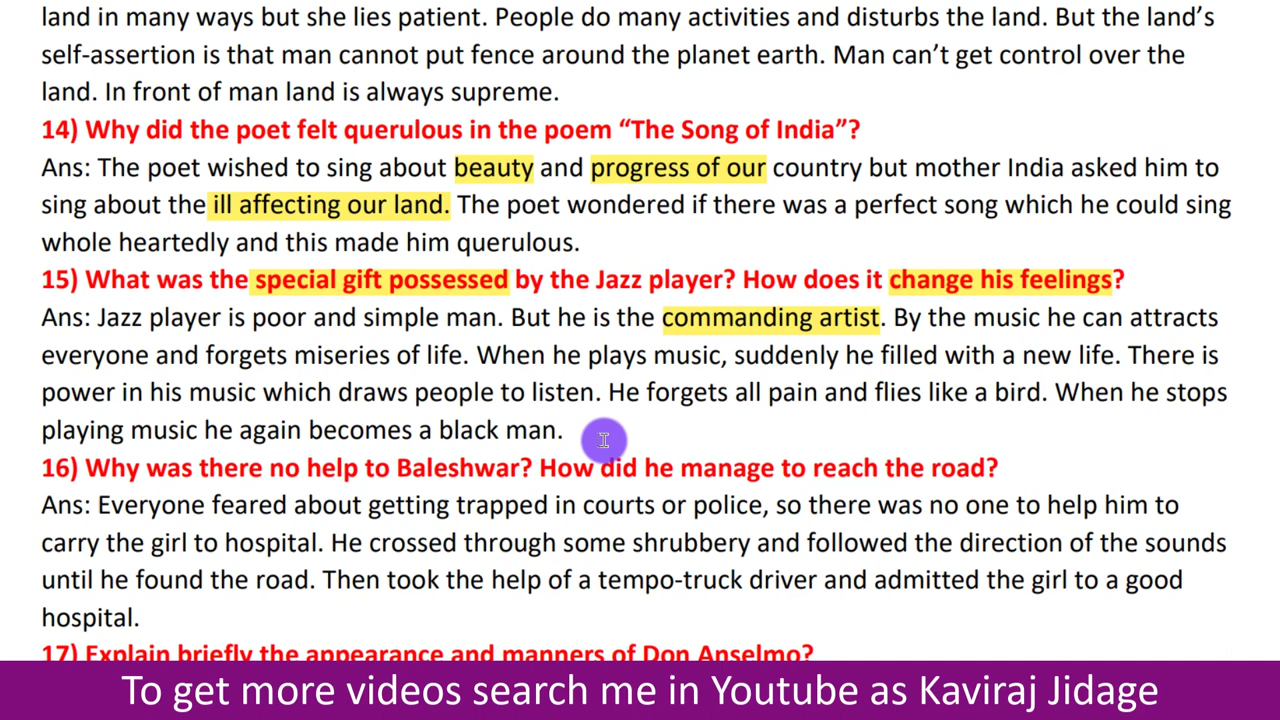 land in many ways but she lies patient. People do many activities and disturbs the land. But the land’s
self-assertion is that man cannot put fence around the planet earth. Man can’t get control over the
land. In front of man land is always supreme.
14) Why did the poet felt querulous in the poem “The Song of India”?
Ans: The poet wished to sing about beauty and progress of our country but mother India asked him to
sing about the ill affecting our land. The poet wondered if there was a perfect song which he could sing
whole heartedly and this made him querulous.
15) What was the special gift possessed by the Jazz player? How does it change his feelings?
Ans: Jazz player is poor and simple man. But he is the commanding artist. By the music he can attracts
everyone and forgets miseries of life. When he plays music, suddenly he filled with a new life. There is
power in his music which draws people to listen. He forgets all pain and flies like a bird. When he stops
playing music he again becomes a black man.
16) Why was there no help to Baleshwar? How did he manage to reach the road?
Ans: Everyone feared about getting trapped in courts or police, so there was no one to help him to
carry the girl to hospital. He crossed through some shrubbery and followed the direction of the sounds
until he found the road. Then took the help of a tempo-truck driver and admitted the girl to a good
hospital.
17) Explain briefly the appearance and manners of Don Anselmo?
To get more videos search me in Youtube as Kaviraj Jidage